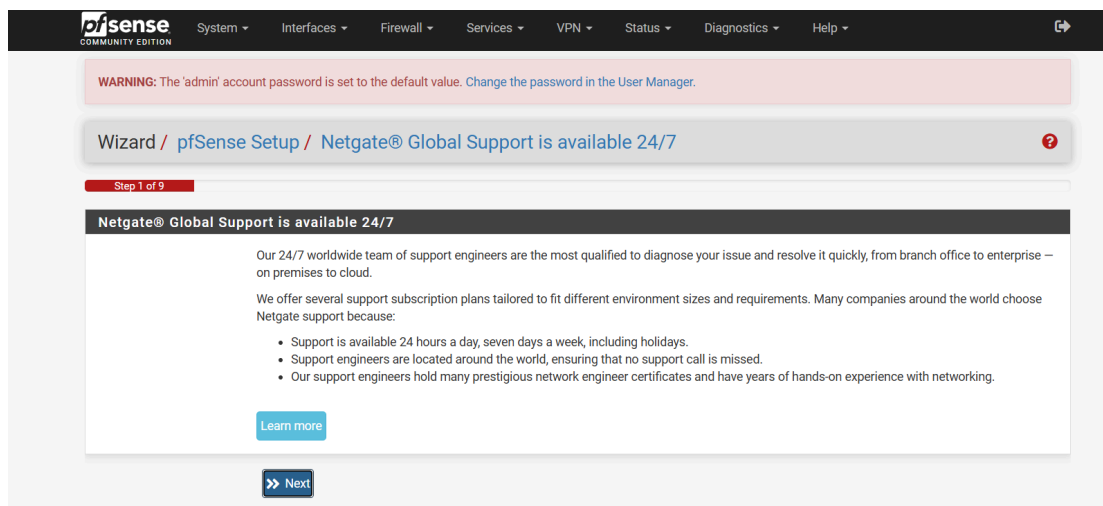 pfsense
COMMUNITY EDITION
System
Interfaces
Firewall
Services
VPN
Status
Diagnostics
Help
WARNING: The 'admin' account password is set to the default value. Change the password in the User Manager.
Wizard / pfSense Setup / Netgate® Global Support is available 24/7
Step 1 of 9
Netgate® Global Support is available 24/7
Our 24/7 worldwide team of support engineers are the most qualified to diagnose your issue and resolve it quickly, from branch office to enterprise —
on premises to cloud.
We offer several support subscription plans tailored to fit different environment sizes and requirements. Many companies around the world choose
Netgate support because:
• Support is available 24 hours a day, seven days a week, including holidays.
• Support engineers are located around the world, ensuring that no support call is missed.
• Our support engineers hold many prestigious network engineer certificates and have years of hands-on experience with networking.
Learn more
Next